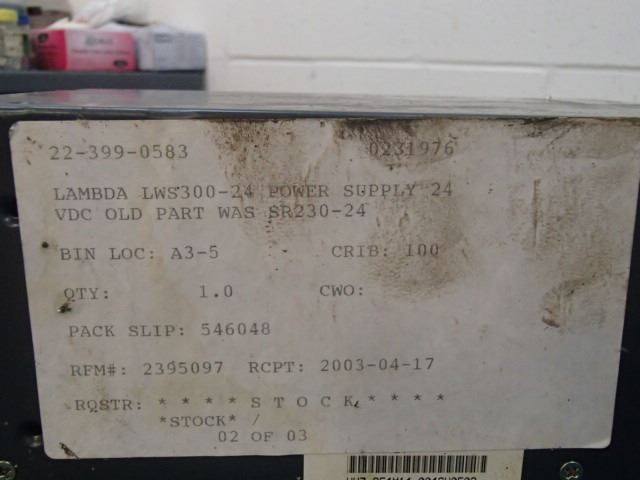 22-399-0583 0231976
LAMBDA LWS300-24 POWER SUPPLY 24
VDC OLD PART WAS SR230-24
BIN LOC: A3-5 CRIB: 100
QTY: 1.0 CWO:
PACK SLIP: 546048
RFM#: 2395097 RCPT: 2003-04-17
RQSTR: * * * * S T O C K * * * *
*STOCK* /
02 OF 03